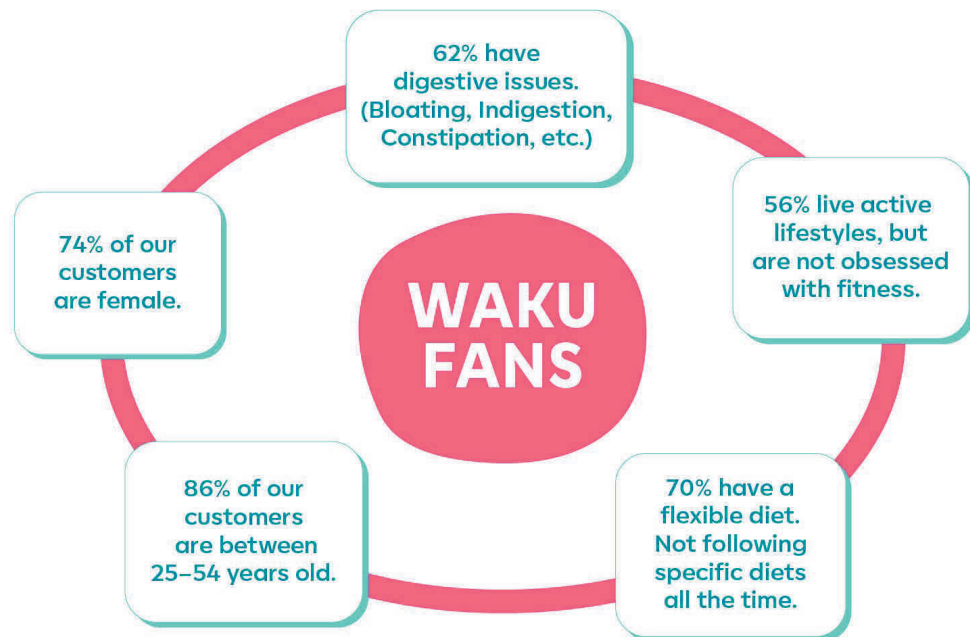 62% have
digestive issues.
(Bloating, Indigestion,
Constipation, etc.)
56% live active
lifestyles, but
are not obsessed
with fitness.
74% of our
customers
are female.
WAKU
FANS
86% of our
customers
are between
25–54 years old.
70% have a
flexible diet.
Not following
specific diets
all the time.